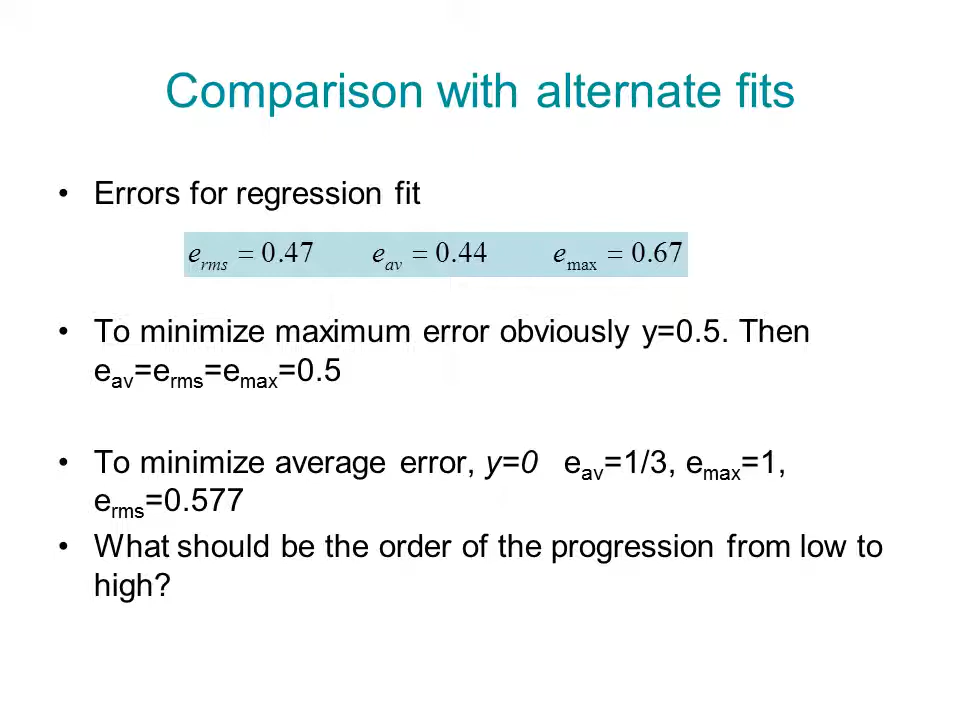 Comparison with alternate fits
• Errors for regression fit
e_rms = 0.47 e_av = 0.44 e_max = 0.67
• To minimize maximum error obviously y=0.5. Then
e_av=e_rms=e_max=0.5
• To minimize average error, y=0 e_av=1/3, e_max=1,
e_rms=0.577
• What should be the order of the progression from low to
high?